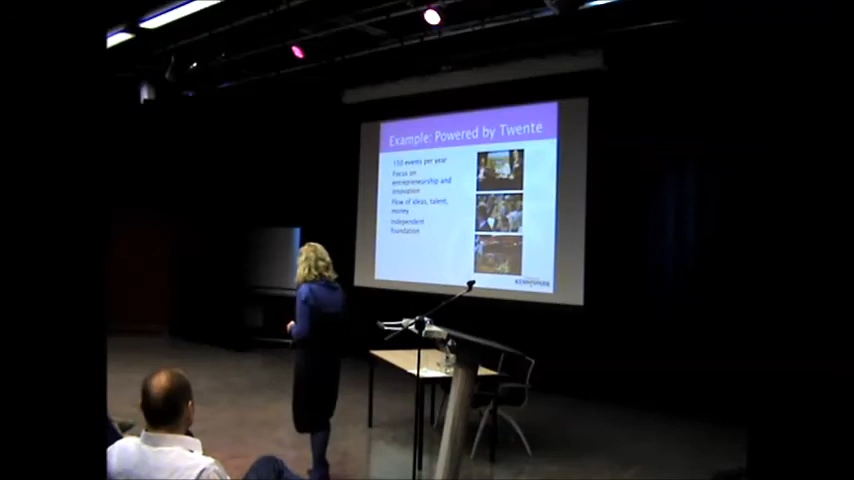 Example: Powered by Twente
150 events per year
Focus on
entrepreneurship and
innovation
Flow of ideas, talent,
money
Independent
foundation